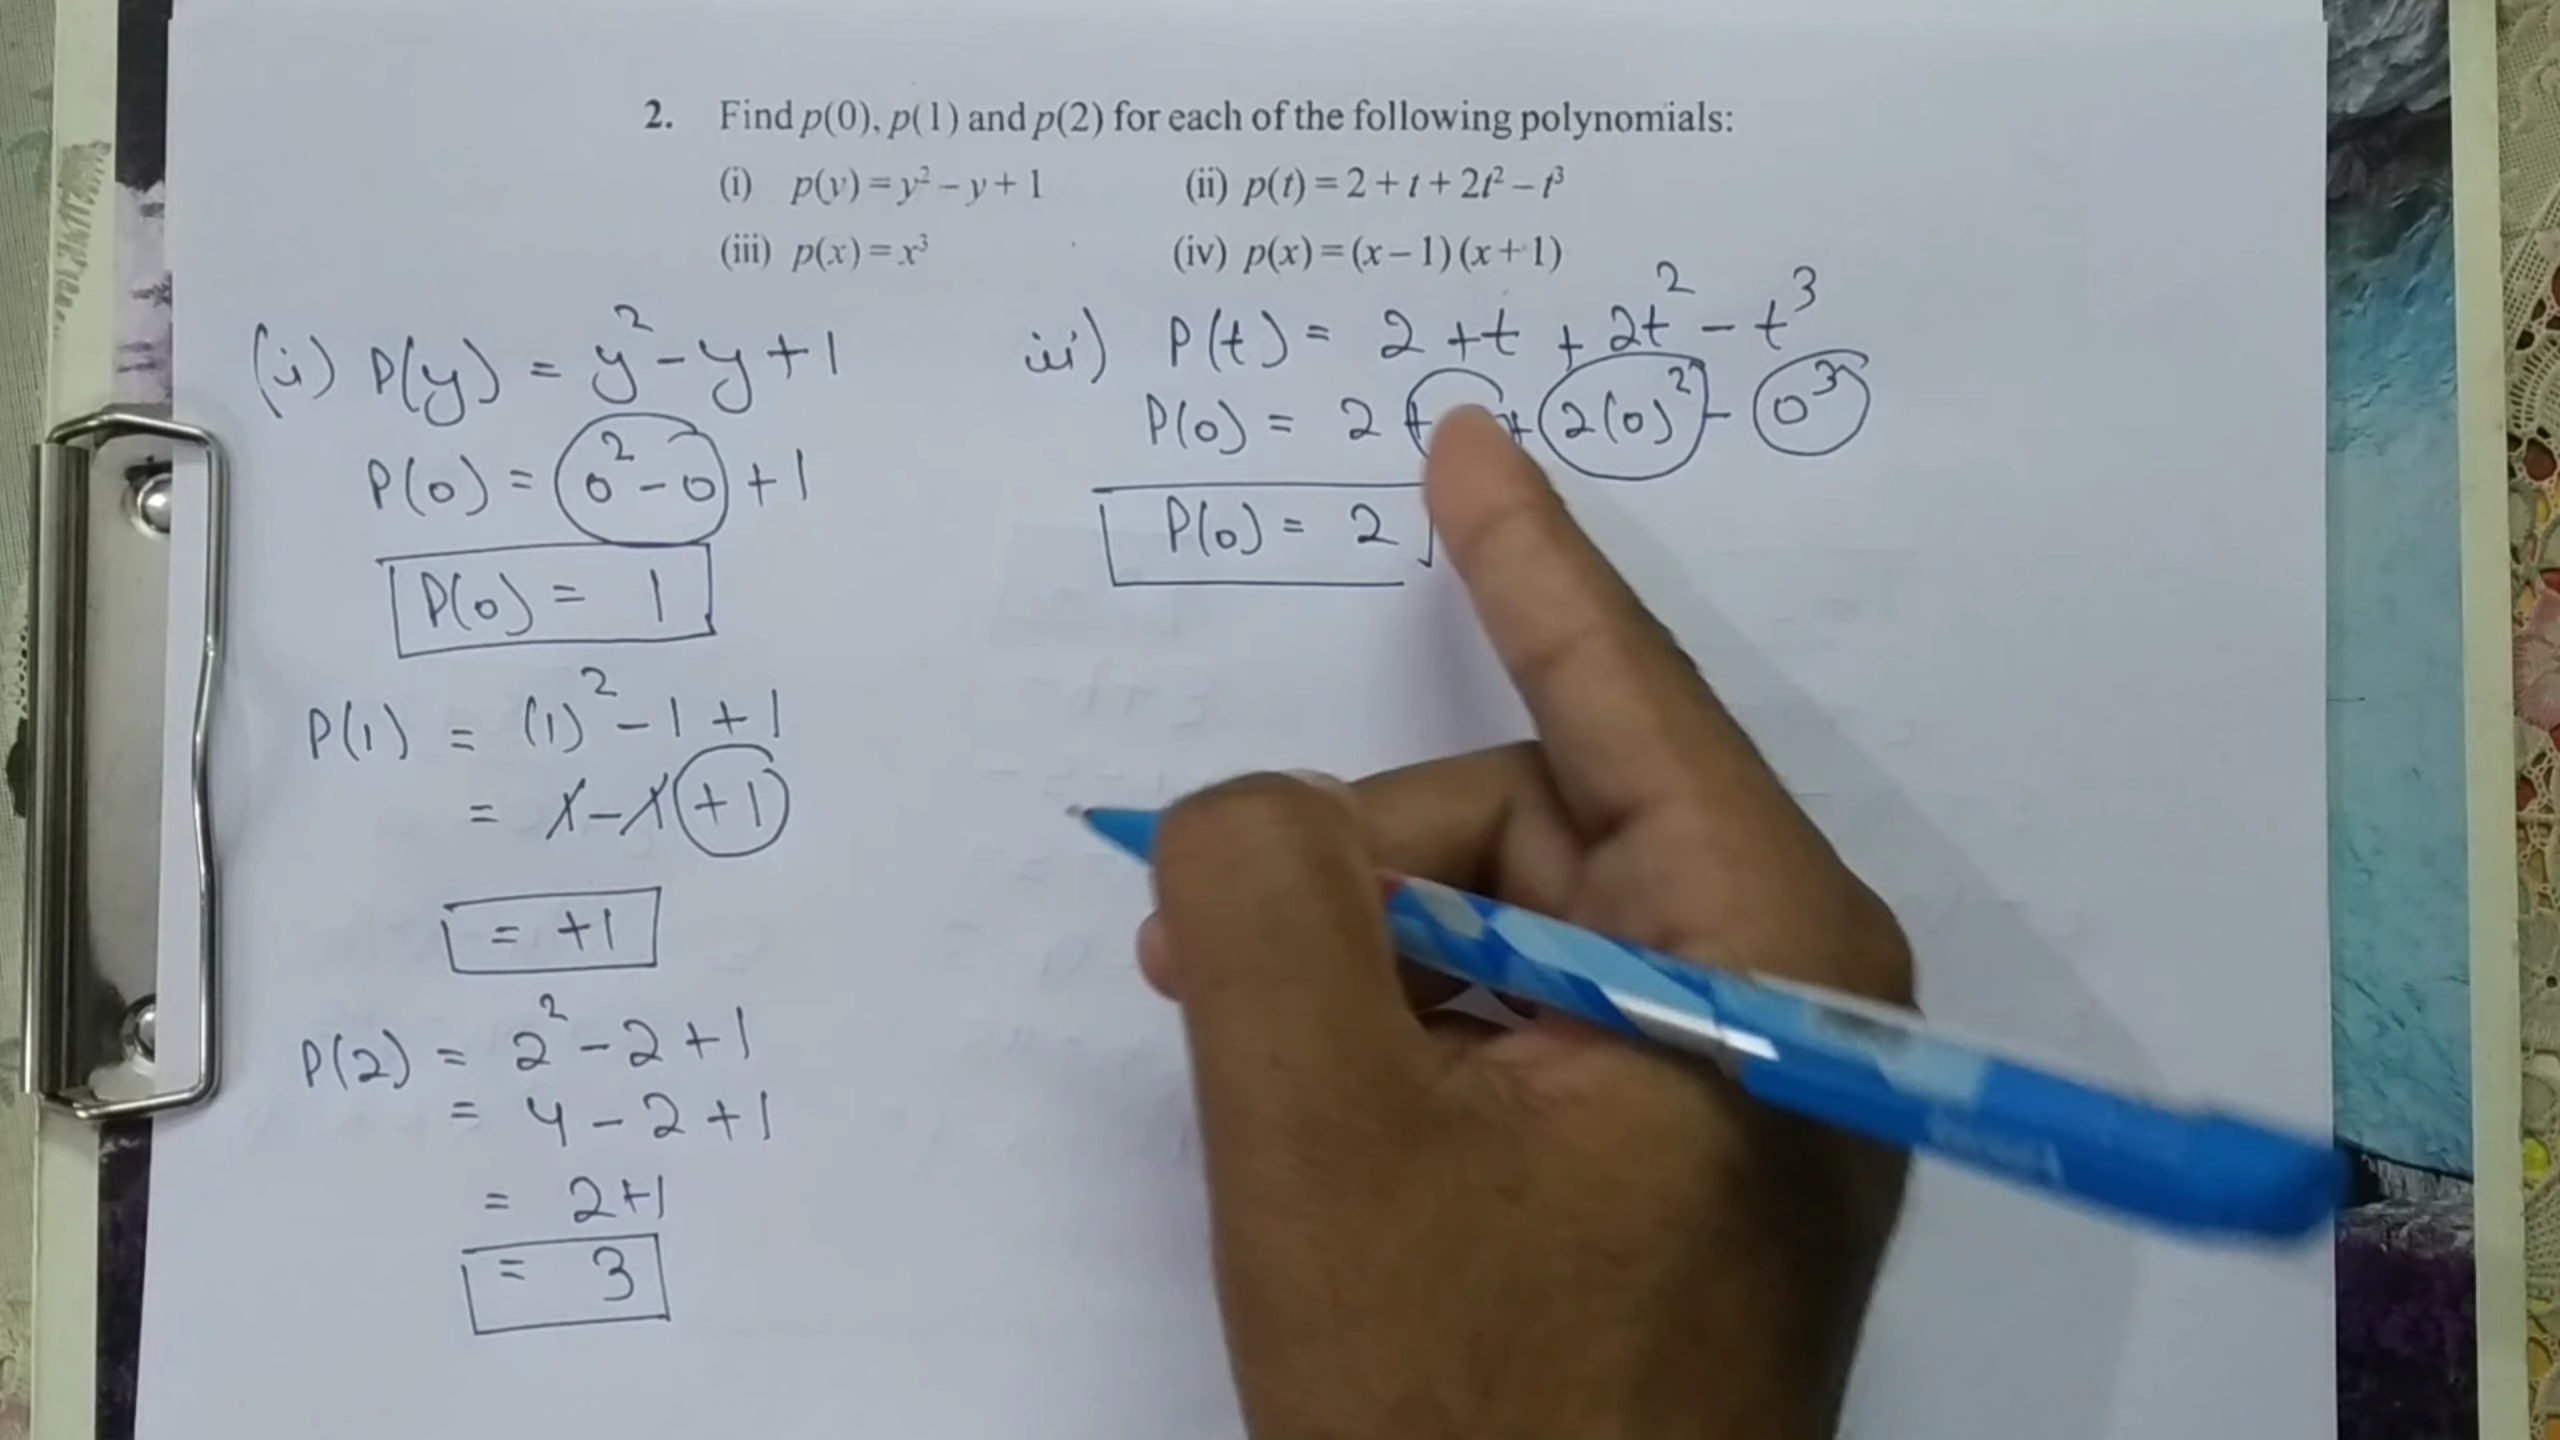 2. Find p(0), p(1) and p(2) for each of the following polynomials:
(i) p(y) = y² – y + 1 (ii) p(t) = 2 + t + 2t² – t³
(iii) p(x) = x³ (iv) p(x) = (x – 1) (x + 1)
(i) P(y) = y² - y + 1
P(0) = 0² - 0 + 1
P(0) = 1
P(1) = (1)² - 1 + 1
= 1 - 1 + 1
= +1
P(2) = 2² - 2 + 1
= 4 - 2 + 1
= 2+1
= 3
iii) P(t) = 2 + t + 2t² - t³
P(0) = 2 + + 2(0)² - 0³
P(0) = 2